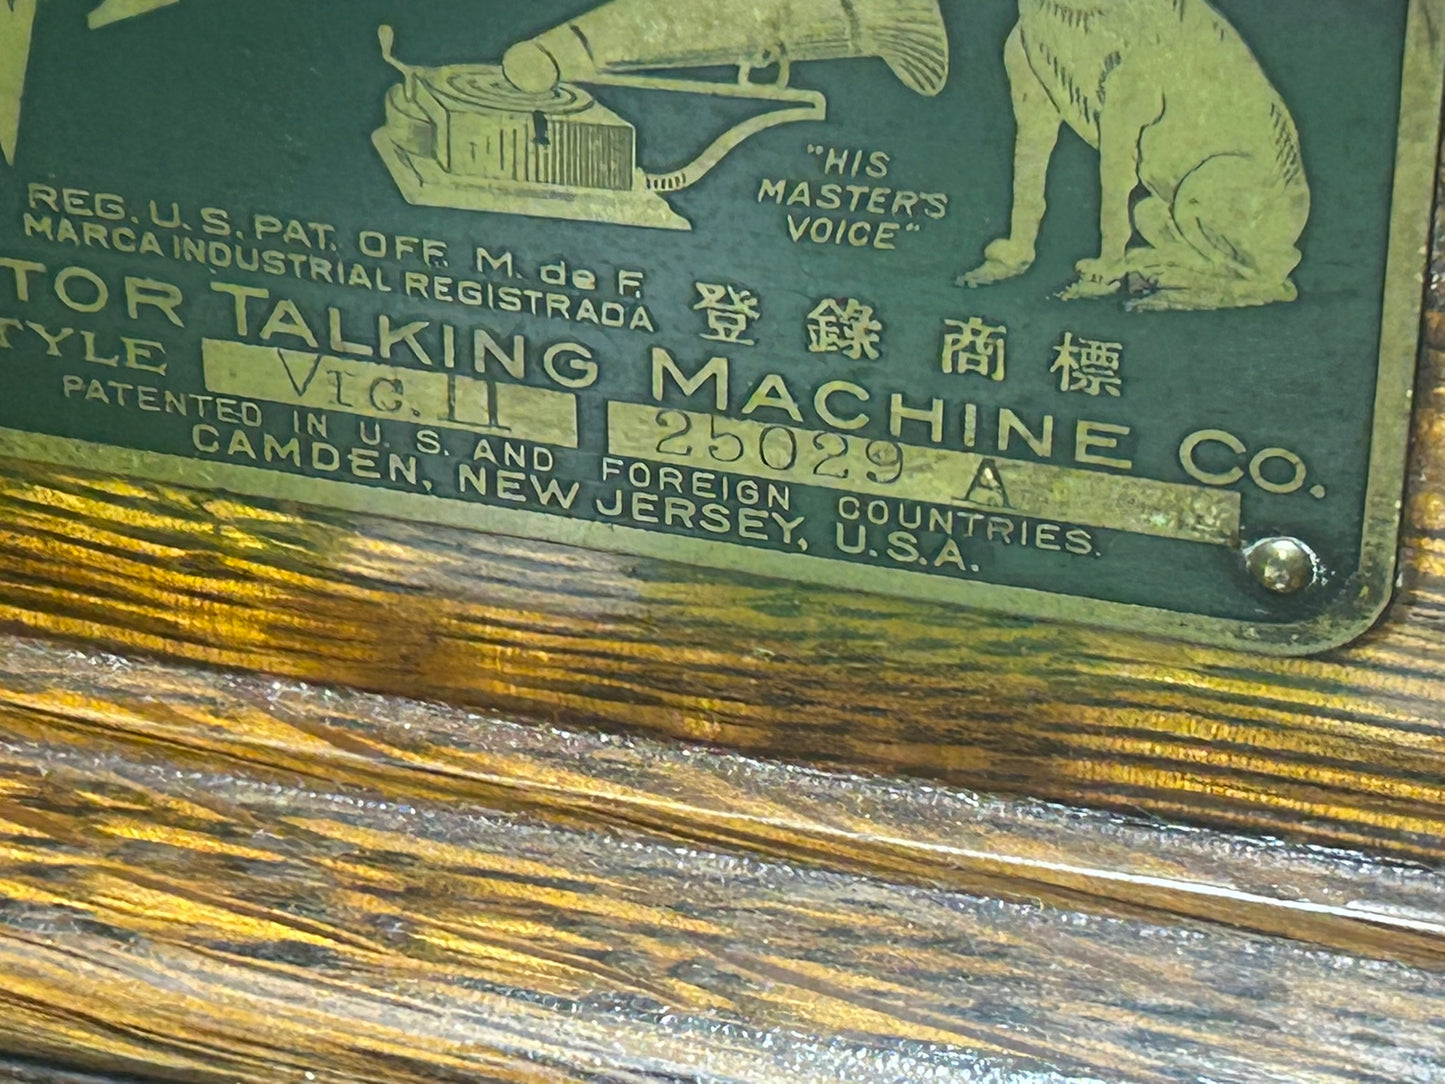 "HIS
MASTER'S
VOICE"
REG. U. S. PAT. OFF. M. de F.
MARCA INDUSTRIAL REGISTRADA
登錄商標
TOR TALKING MACHINE CO.
TYLE VIC. II 25029 A
PATENTED IN U. S. AND FOREIGN COUNTRIES.
CAMDEN, NEW JERSEY, U.S.A.